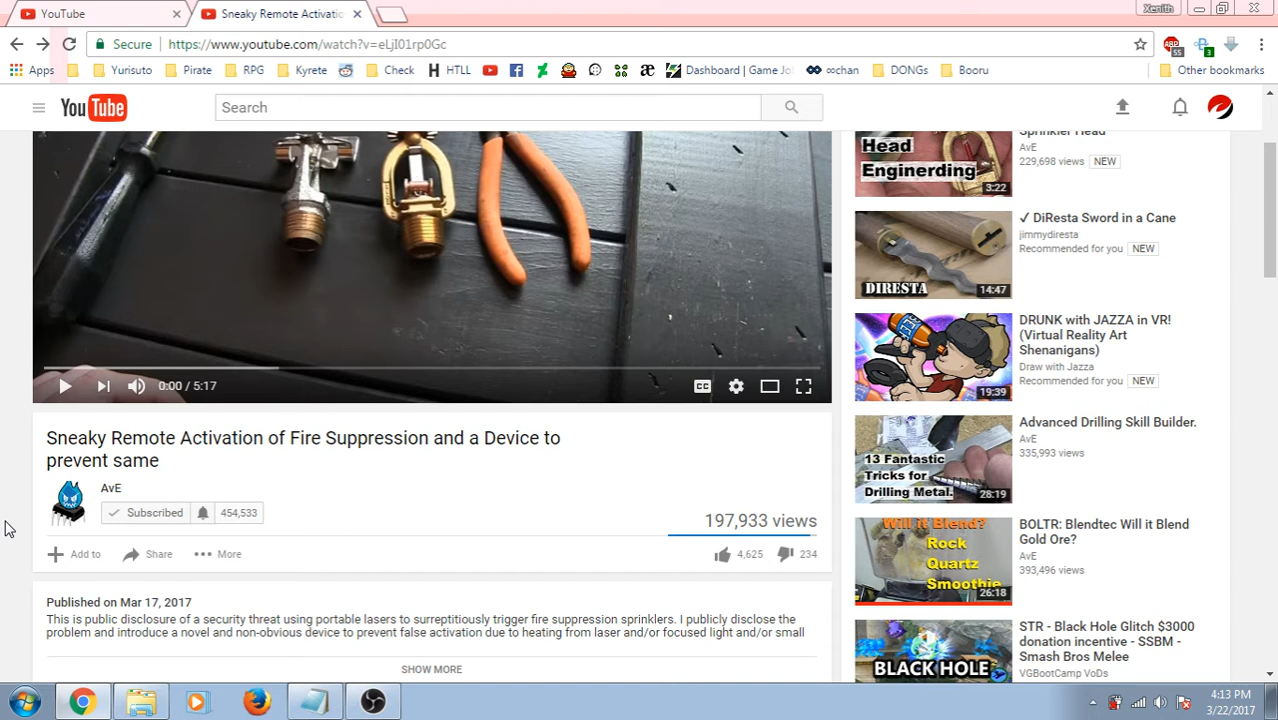 YouTube
Sneaky Remote Activatio
Xenith
Secure
https://www.youtube.com/watch?v=eLjI01rp0Gc
ABP
55
3
Apps
Yurisuto
Pirate
RPG
Kyrete
Check
H HTLL
Dashboard | Game Jo
∞chan
DONGs
Booru
Other bookmarks
YouTube
Search
0:00 / 5:17
CC
Sneaky Remote Activation of Fire Suppression and a Device to
prevent same
AvE
Subscribed
454,533
197,933 views
Add to
Share
More
4,625
234
Published on Mar 17, 2017
This is public disclosure of a security threat using portable lasers to surreptitiously trigger fire suppression sprinklers. I publicly disclose the
problem and introduce a novel and non-obvious device to prevent false activation due to heating from laser and/or focused light and/or small
SHOW MORE
Head
Enginerding
3:22
Sprinkler Head
AvE
229,698 views NEW
DIRESTA
14:47
✓ DiResta Sword in a Cane
jimmydiresta
Recommended for you NEW
19:39
DRUNK with JAZZA in VR!
(Virtual Reality Art
Shenanigans)
Draw with Jazza
Recommended for you NEW
13 Fantastic
Tricks for
Drilling Metal.
28:19
Advanced Drilling Skill Builder.
AvE
335,993 views
Will it Blend?
Rock
Quartz
Smoothie
26:18
BOLTR: Blendtec Will it Blend
Gold Ore?
AvE
393,496 views
BLACK HOLE
STR - Black Hole Glitch $3000
donation incentive - SSBM -
Smash Bros Melee
VGBootCamp VoDs
4:13 PM
3/22/2017